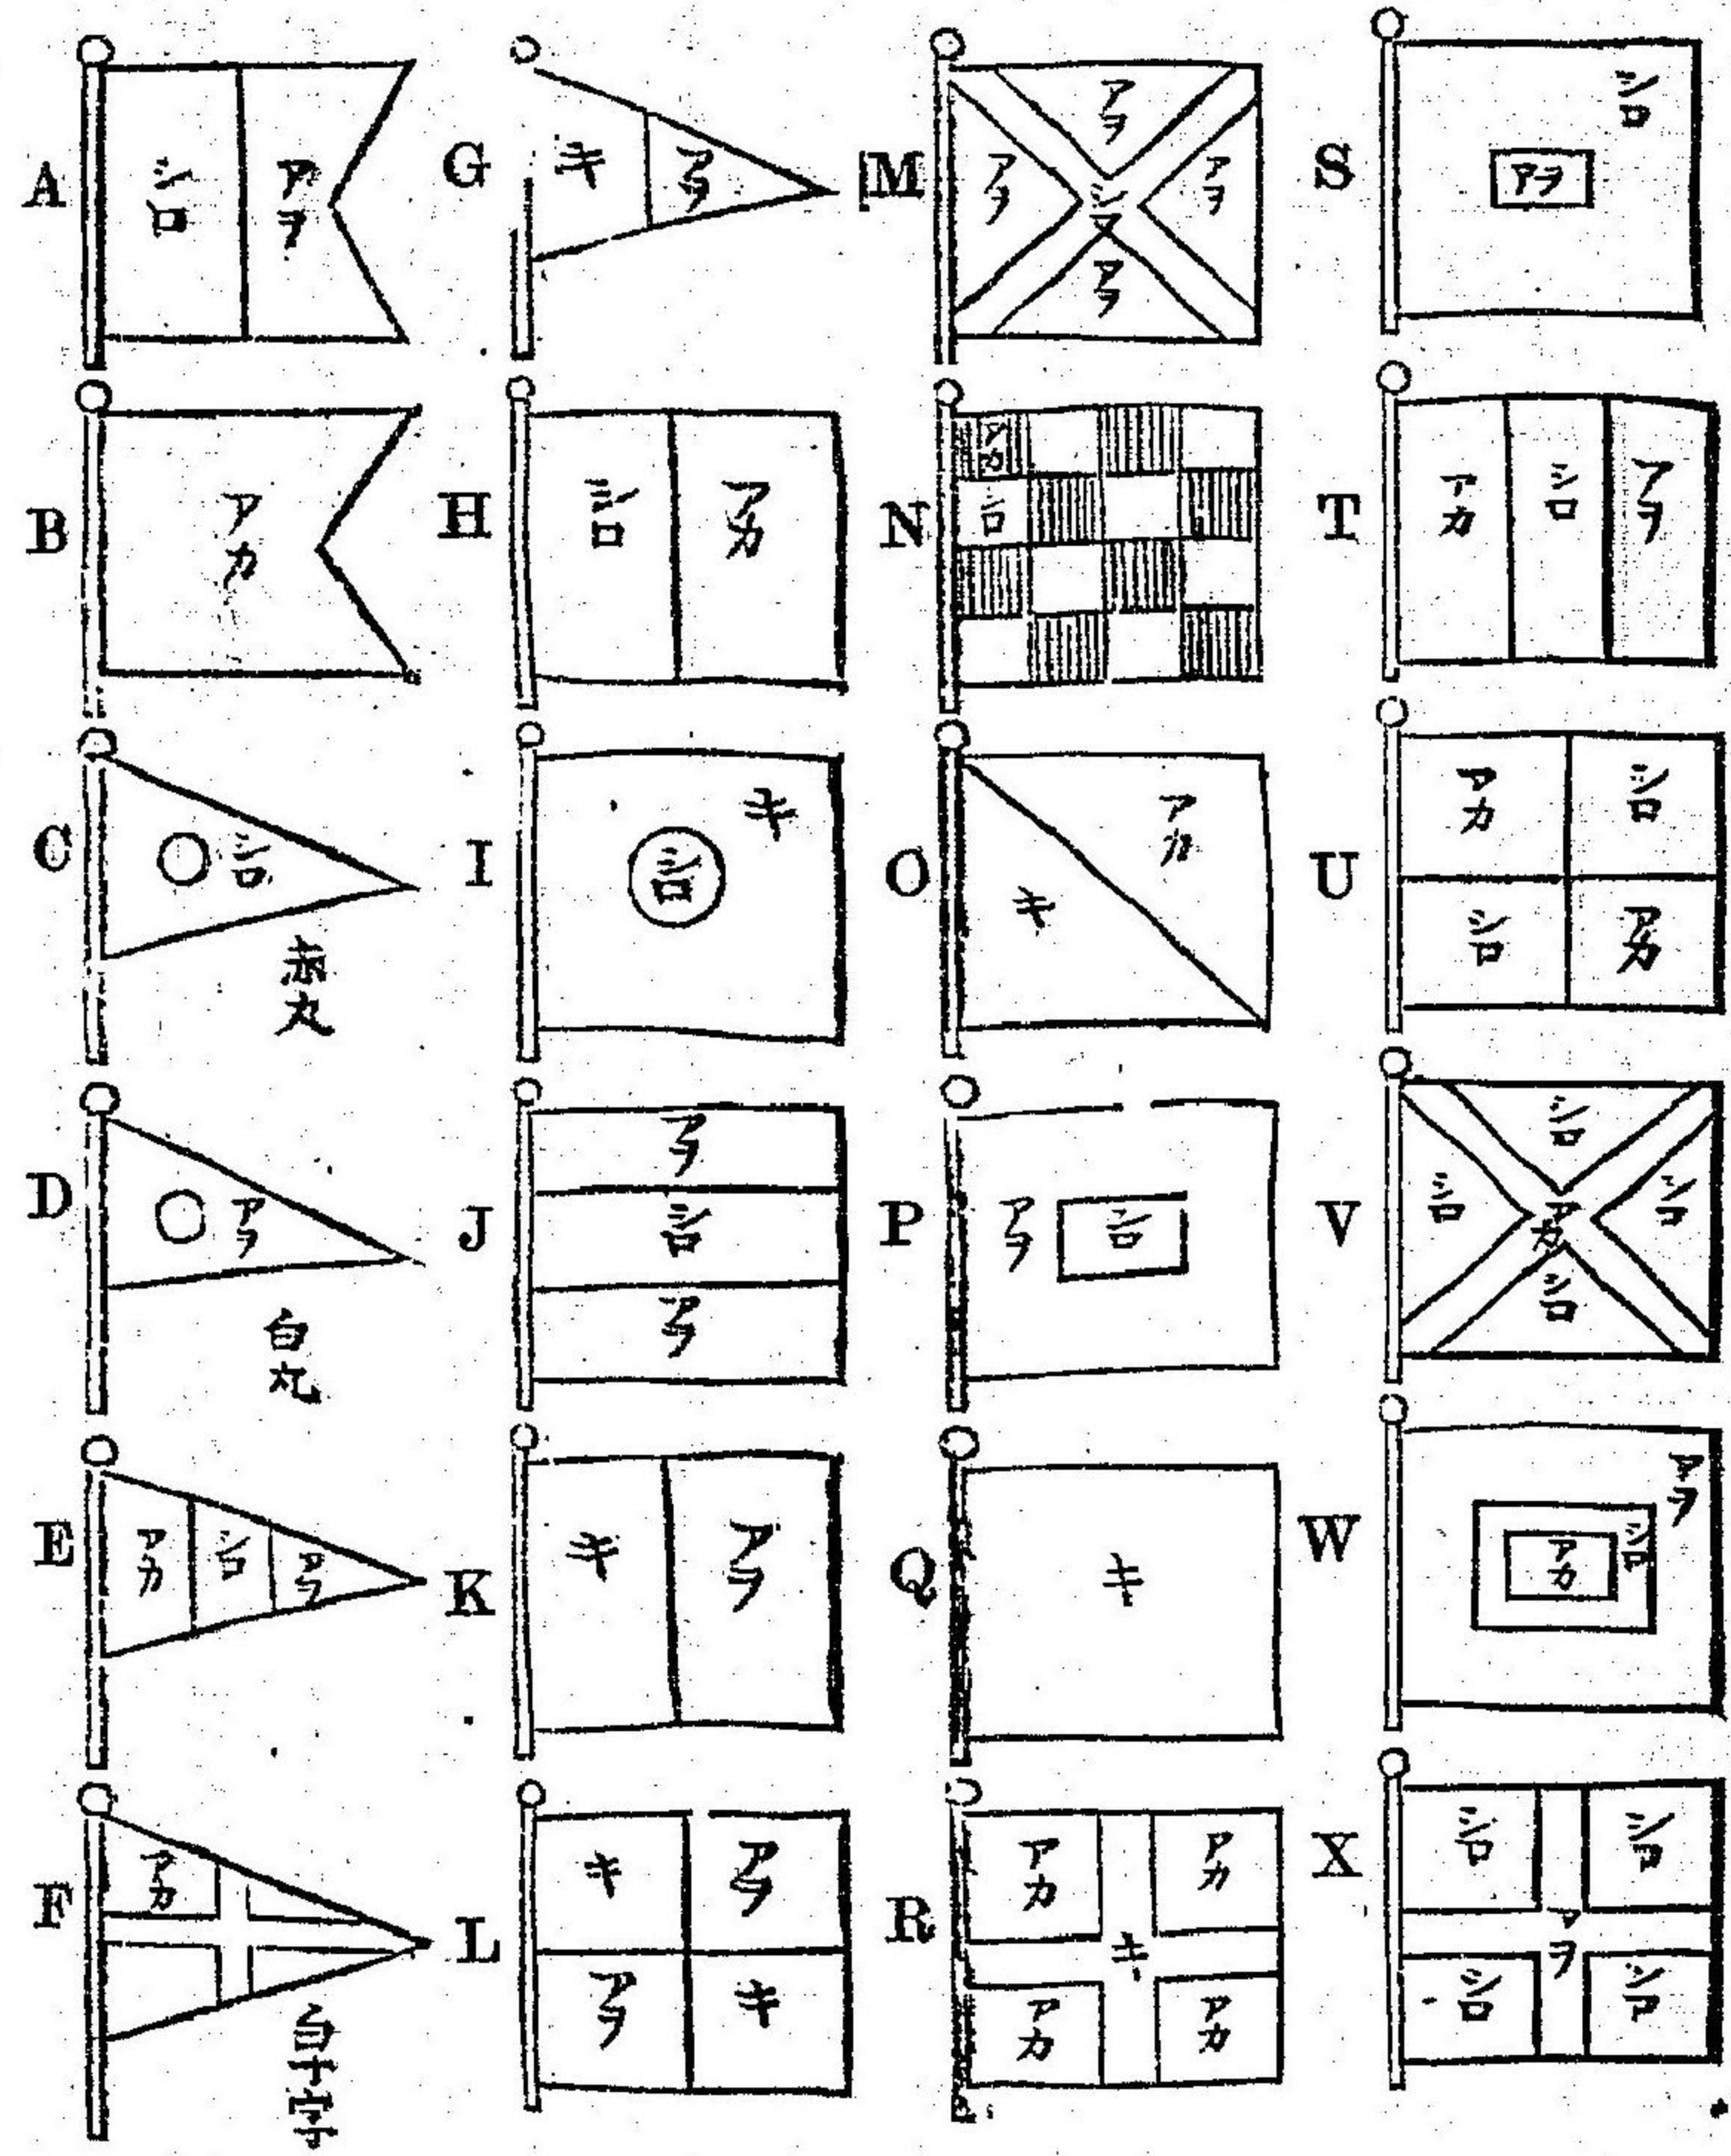 A
シロ
アヲ
B
アカ
C
シロ
赤丸
D
アヲ
白丸
E
アカ
シロ
アヲ
F
アカ
白十字
G
キ
アヲ
H
シロ
アカ
I
キ
シロ
J
アヲ
シロ
アヲ
K
キ
アヲ
L
キ
アヲ
アヲ
キ
M
アヲ
アヲ
アヲ
アヲ
N
アカ
シロ
O
アカ
キ
P
アヲ
シロ
Q
キ
R
アカ
アカ
キ
アカ
アカ
S
シロ
アヲ
T
アカ
シロ
アヲ
U
アカ
シロ
シロ
アカ
V
シロ
シロ
アカ
シロ
シロ
W
アヲ
シロ
アカ
X
シロ
シロ
アヲ
シロ
シロ